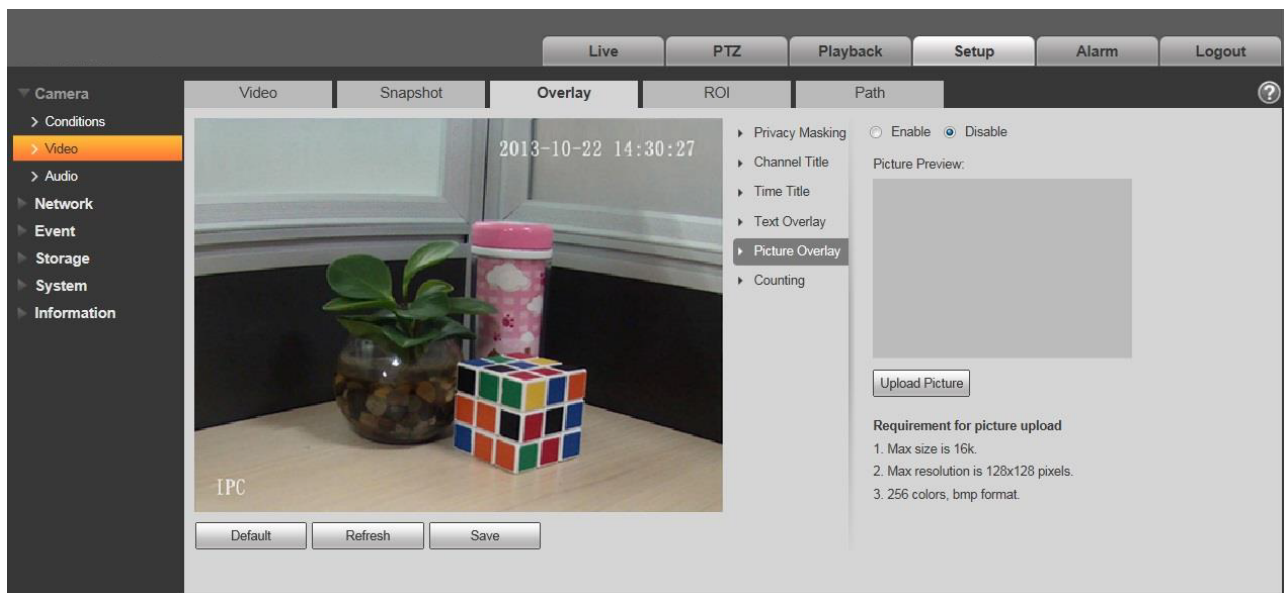 Live PTZ Playback Setup Alarm Logout
Camera
Conditions
Video
Audio
Network
Event
Storage
System
Information
Video Snapshot Overlay ROI Path
?
2013-10-22 14:30:27
IPC
Default Refresh Save
Privacy Masking
Channel Title
Time Title
Text Overlay
Picture Overlay
Counting
Enable Disable
Picture Preview:
Upload Picture
Requirement for picture upload
1. Max size is 16k.
2. Max resolution is 128x128 pixels.
3. 256 colors, bmp format.